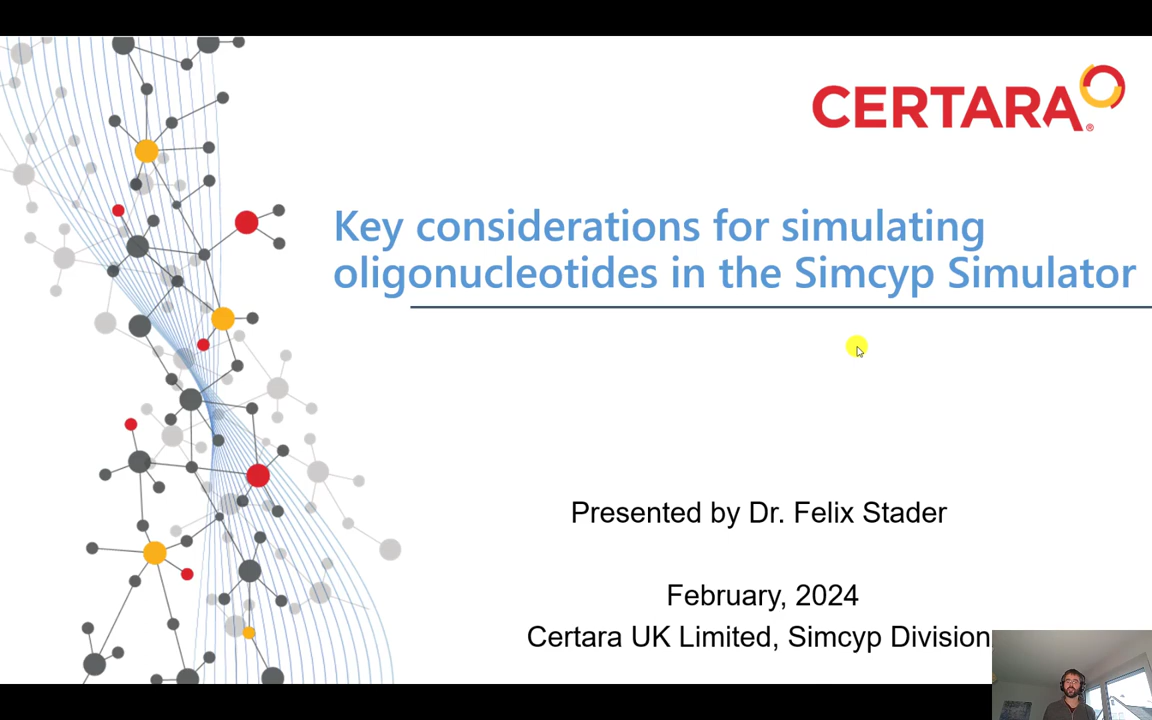 CERTARA®
Key considerations for simulating
oligonucleotides in the Simcyp Simulator
Presented by Dr. Felix Stader
February, 2024
Certara UK Limited, Simcyp Division